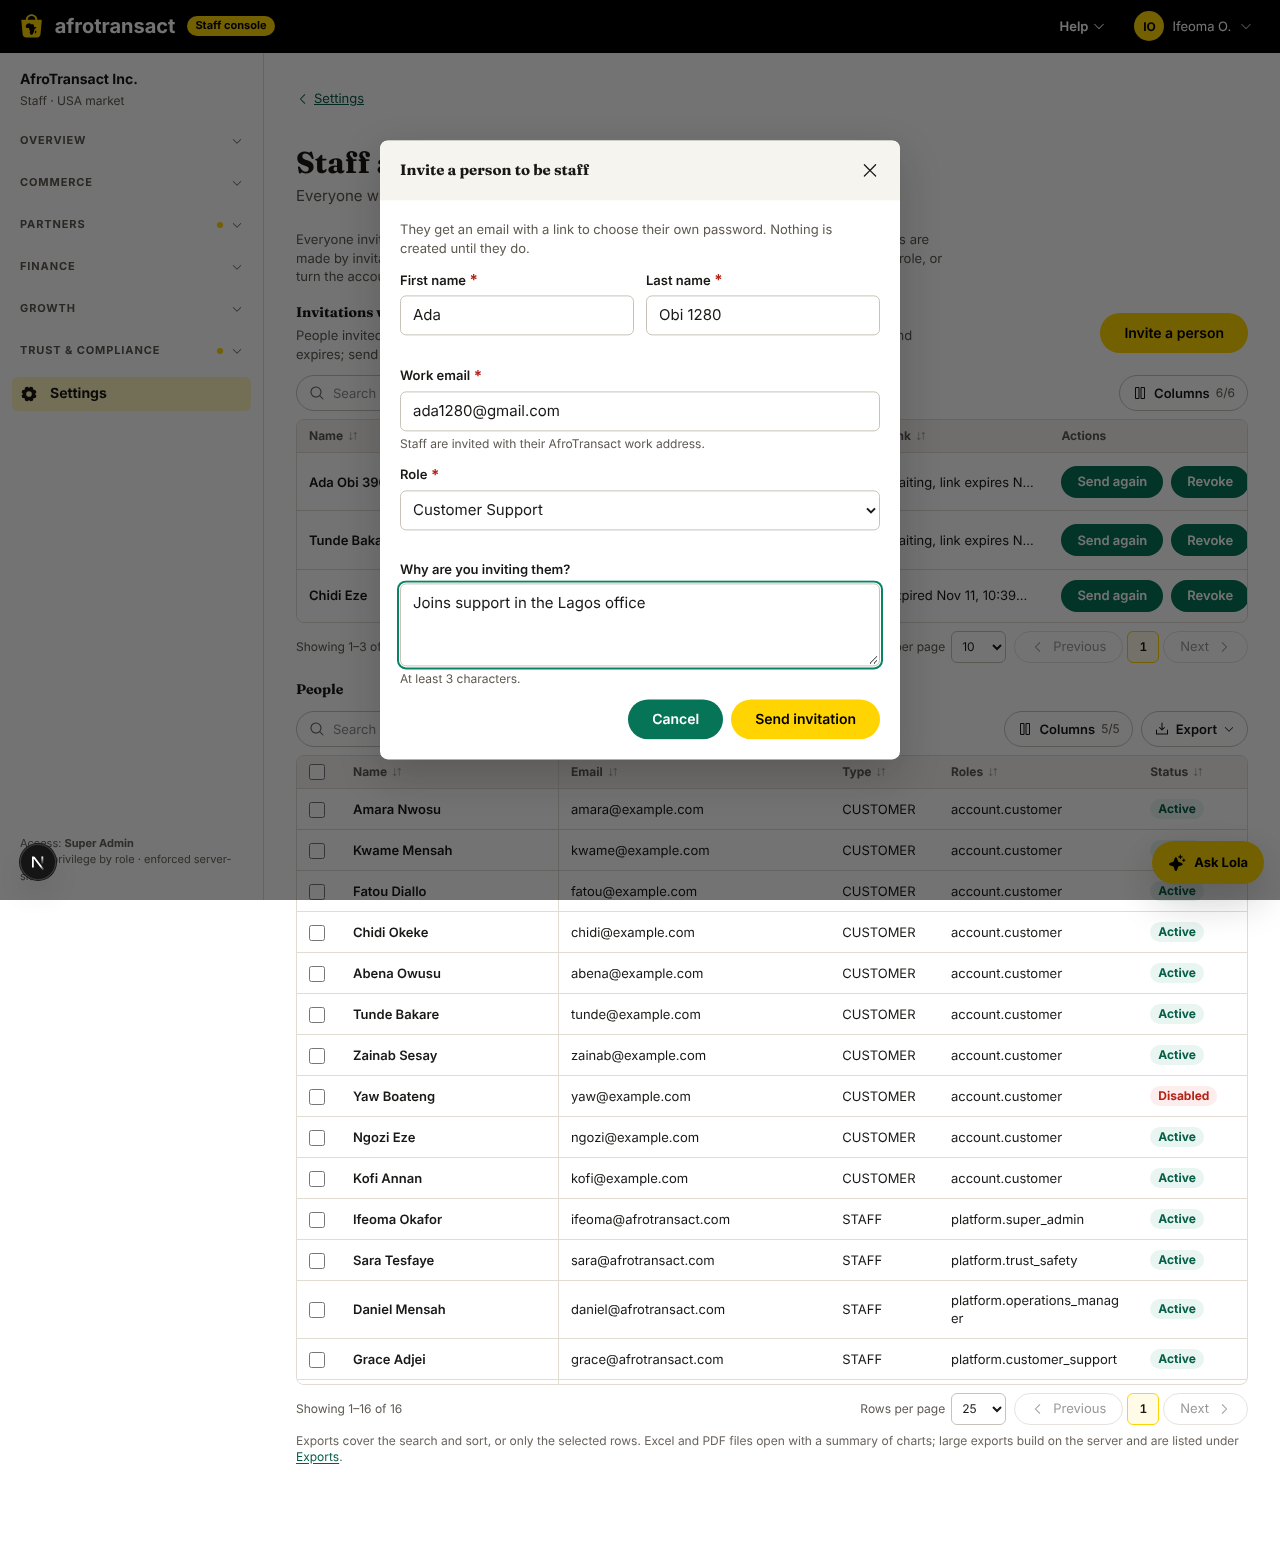 afrotransact Staff console Help IO Ifeoma O.
AfroTransact Inc.
Staff · USA market
OVERVIEW
COMMERCE
PARTNERS
FINANCE
GROWTH
TRUST & COMPLIANCE
Settings
Access: Super Admin
privilege by role · enforced server-
Settings
Staff
Everyone w
Everyone invi
made by invit
turn the acco
s are
role, or
Invitations
People invited
expires; send
nd
Invite a person
Search
Columns 6/6
Name Actions
Ada Obi 39 aiting, link expires N... Send again Revoke
Tunde Baka aiting, link expires N... Send again Revoke
Chidi Eze pired Nov 11, 10:39... Send again Revoke
Showing 1–3 of er page 10 Previous 1 Next
Invite a person to be staff
They get an email with a link to choose their own password. Nothing is
created until they do.
First name * Last name *
Ada Obi 1280
Work email *
ada1280@gmail.com
Staff are invited with their AfroTransact work address.
Role *
Customer Support
Why are you inviting them?
Joins support in the Lagos office
At least 3 characters.
Cancel Send invitation
People
Search Columns 5/5 Export
Name Email Type Roles Status
Amara Nwosu amara@example.com CUSTOMER account.customer Active
Kwame Mensah kwame@example.com CUSTOMER account.customer
Fatou Diallo fatou@example.com CUSTOMER account.customer Active
Ask Lola
Chidi Okeke chidi@example.com CUSTOMER account.customer Active
Abena Owusu abena@example.com CUSTOMER account.customer Active
Tunde Bakare tunde@example.com CUSTOMER account.customer Active
Zainab Sesay zainab@example.com CUSTOMER account.customer Active
Yaw Boateng yaw@example.com CUSTOMER account.customer Disabled
Ngozi Eze ngozi@example.com CUSTOMER account.customer Active
Kofi Annan kofi@example.com CUSTOMER account.customer Active
Ifeoma Okafor ifeoma@afrotransact.com STAFF platform.super_admin Active
Sara Tesfaye sara@afrotransact.com STAFF platform.trust_safety Active
Daniel Mensah daniel@afrotransact.com STAFF platform.operations_manag
er Active
Grace Adjei grace@afrotransact.com STAFF platform.customer_support Active
Showing 1–16 of 16 Rows per page 25 Previous 1 Next
Exports cover the search and sort, or only the selected rows. Excel and PDF files open with a summary of charts; large exports build on the server and are listed under
Exports.